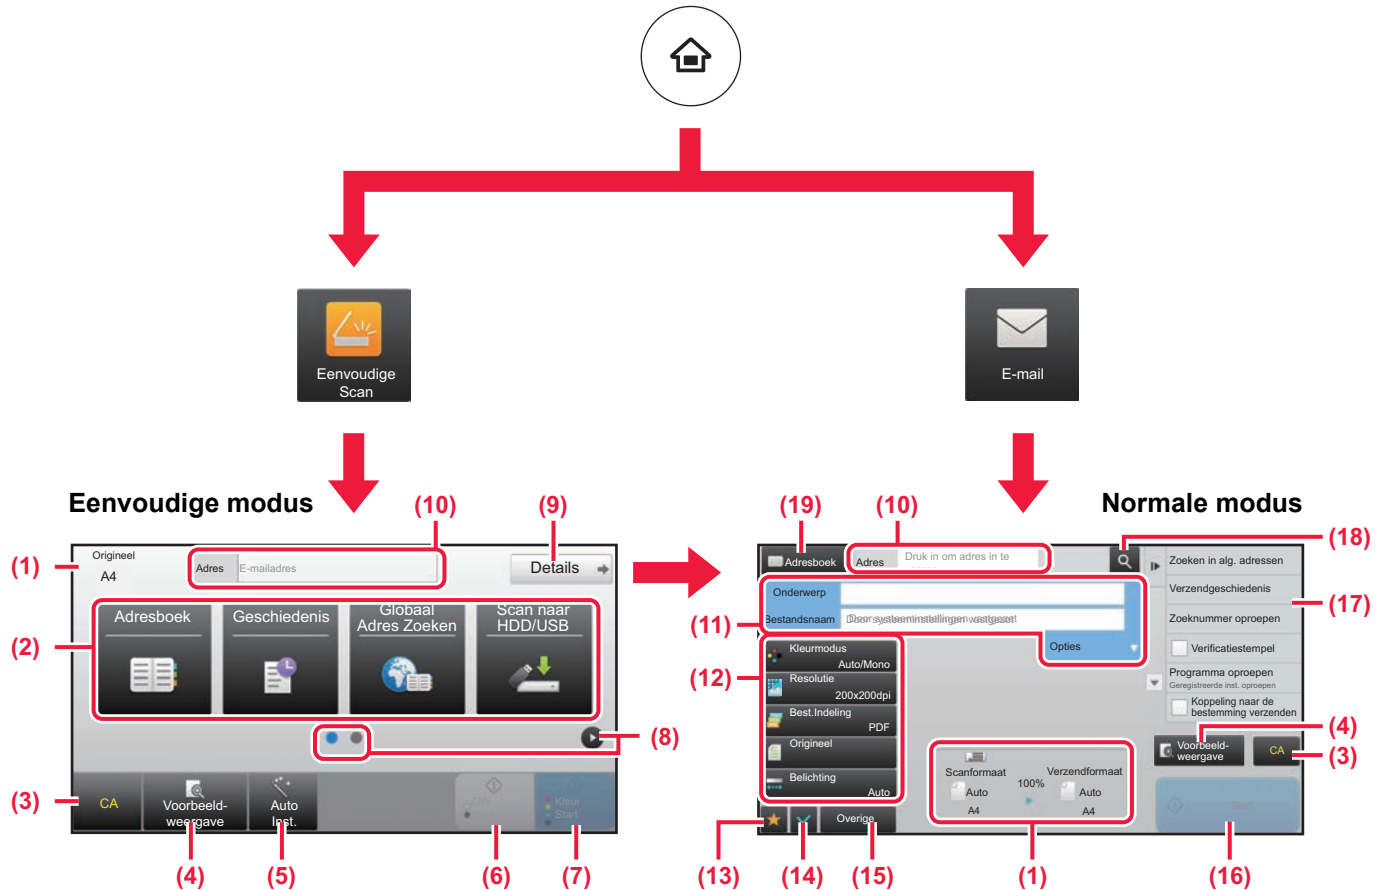 Eenvoudige
Scan
E-mail
Eenvoudige modus
(10)
(9)
(1)
Origineel
A4
Adres
E-mailadres
Details
(2)
Adresboek
Geschiedenis
Globaal
Adres Zoeken
Scan naar
HDD/USB
(8)
(3)
CA
Voorbeeld-
weergave
Auto
Inst.
Kleur
Start
(4)
(5)
(6)
(7)
Normale modus
(19)
(10)
(18)
Adresboek
Adres
Druk in om adres in te
Zoeken in alg. adressen
Verzendgeschiedenis
(17)
Zoeknummer oproepen
Verificatiestempel
Programma oproepen
Geregistreerde inst. oproepen
Koppeling naar de
bestemming verzenden
(11)
Onderwerp
Bestandsnaam
Door systeeminstellingen vastgezet
Opties
(12)
Kleurmodus
Auto/Mono
Resolutie
200x200dpi
Best.Indeling
PDF
Origineel
Belichting
Auto
Scanformaat
Auto
A4
100%
Verzendformaat
Auto
A4
(4)
Voorbeeld-
weergave
CA
(3)
Overige
Start
(13)
(14)
(15)
(1)
(16)